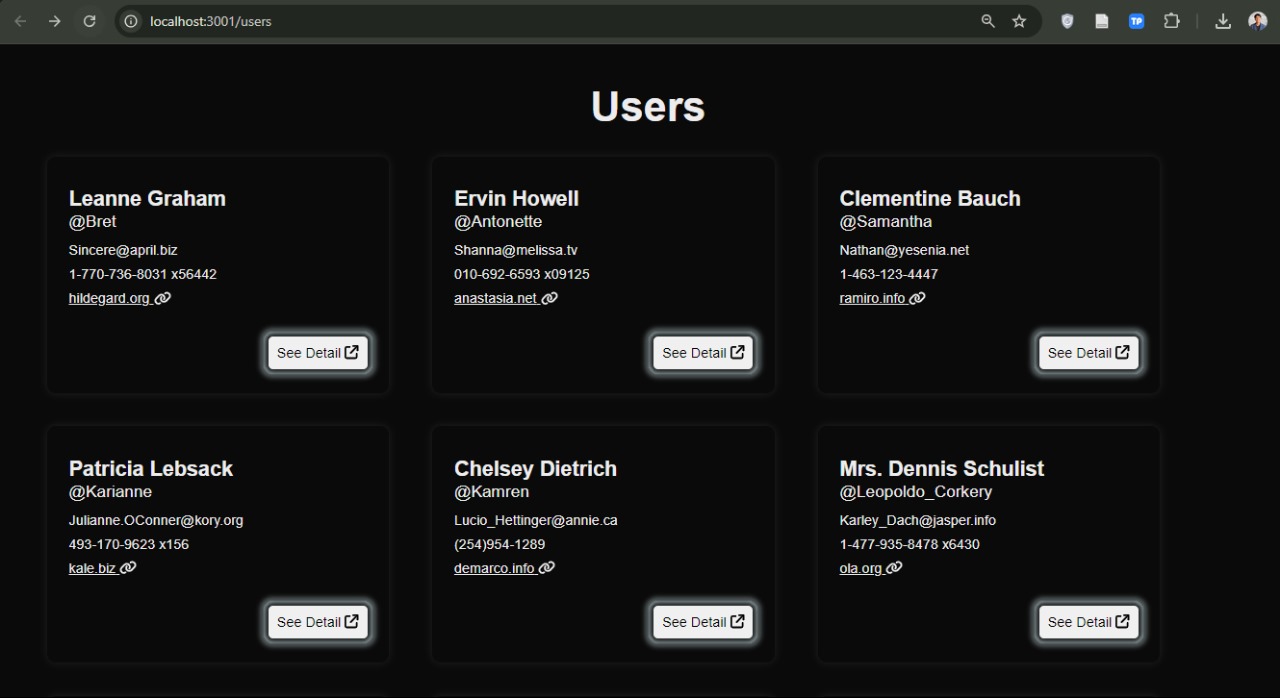 localhost:3001/users
TP
Users
Leanne Graham
@Bret
Sincere@april.biz
1-770-736-8031 x56442
hildegard.org
See Detail
Ervin Howell
@Antonette
Shanna@melissa.tv
010-692-6593 x09125
anastasia.net
See Detail
Clementine Bauch
@Samantha
Nathan@yesenia.net
1-463-123-4447
ramiro.info
See Detail
Patricia Lebsack
@Karianne
Julianne.OConner@kory.org
493-170-9623 x156
kale.biz
See Detail
Chelsey Dietrich
@Kamren
Lucio_Hettinger@annie.ca
(254)954-1289
demarco.info
See Detail
Mrs. Dennis Schulist
@Leopoldo_Corkery
Karley_Dach@jasper.info
1-477-935-8478 x6430
ola.org
See Detail